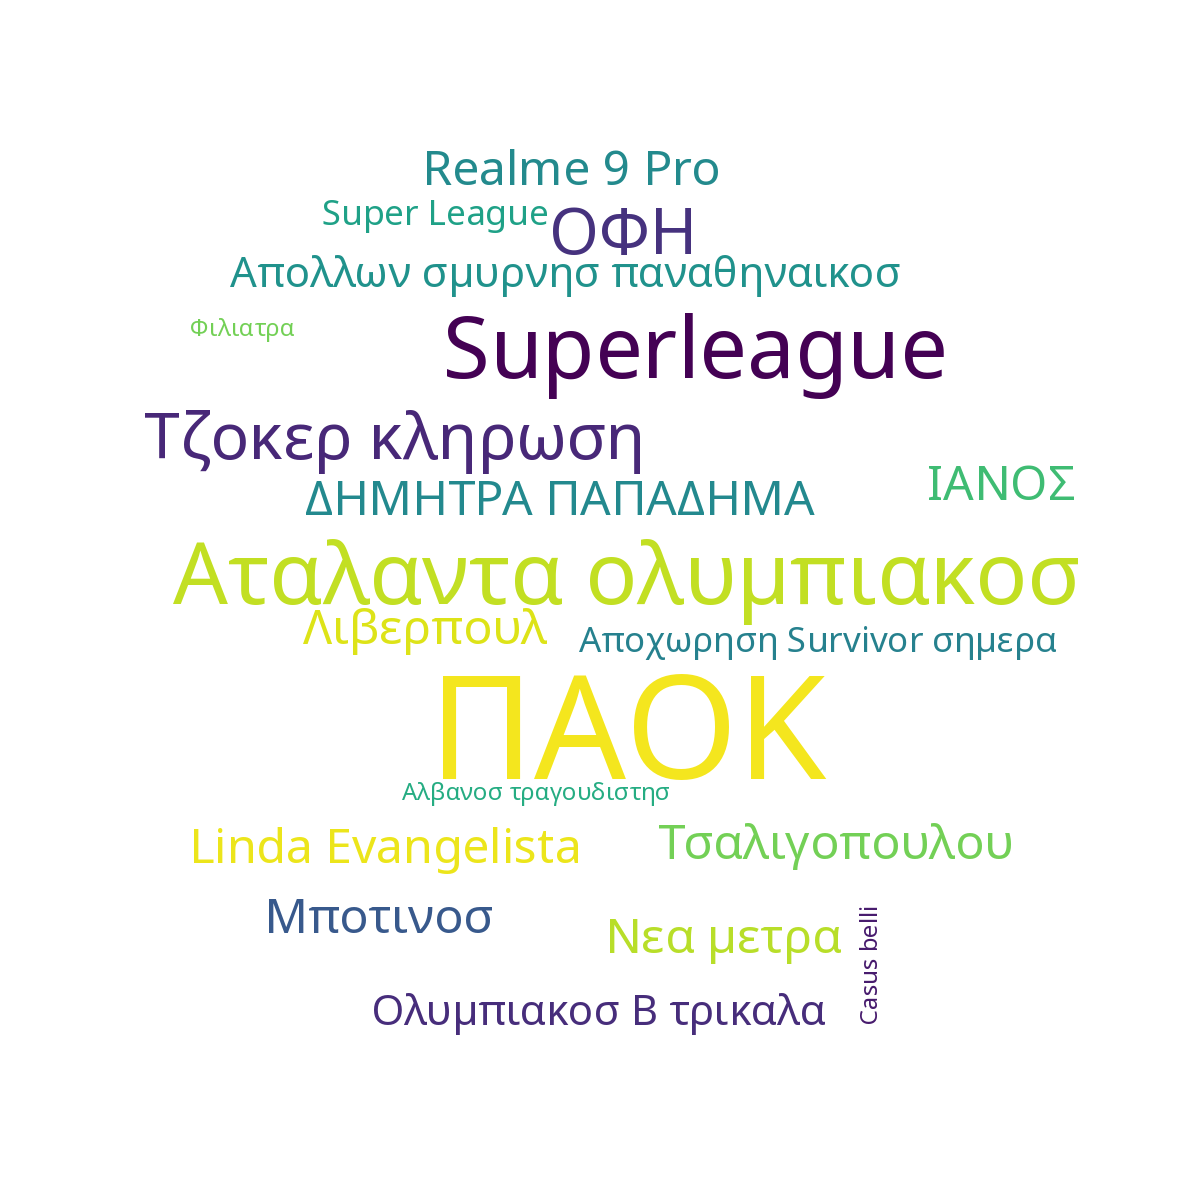 Realme 9 Pro
Super League
ΟΦΗ
Απολλων σμυρνησ παναθηναικοσ
Φιλιατρα
Superleague
Τζοκερ κληρωση
ΙΑΝΟΣ
ΔΗΜΗΤΡΑ ΠΑΠΑΔΗΜΑ
Αταλαντα ολυμπιακοσ
Λιβερπουλ
Αποχωρηση Survivor σημερα
ΠΑΟΚ
Αλβανοσ τραγουδιστησ
Linda Evangelista
Τσαλιγοπουλου
Μποτινοσ
Νεα μετρα
Casus belli
Ολυμπιακοσ Β τρικαλα